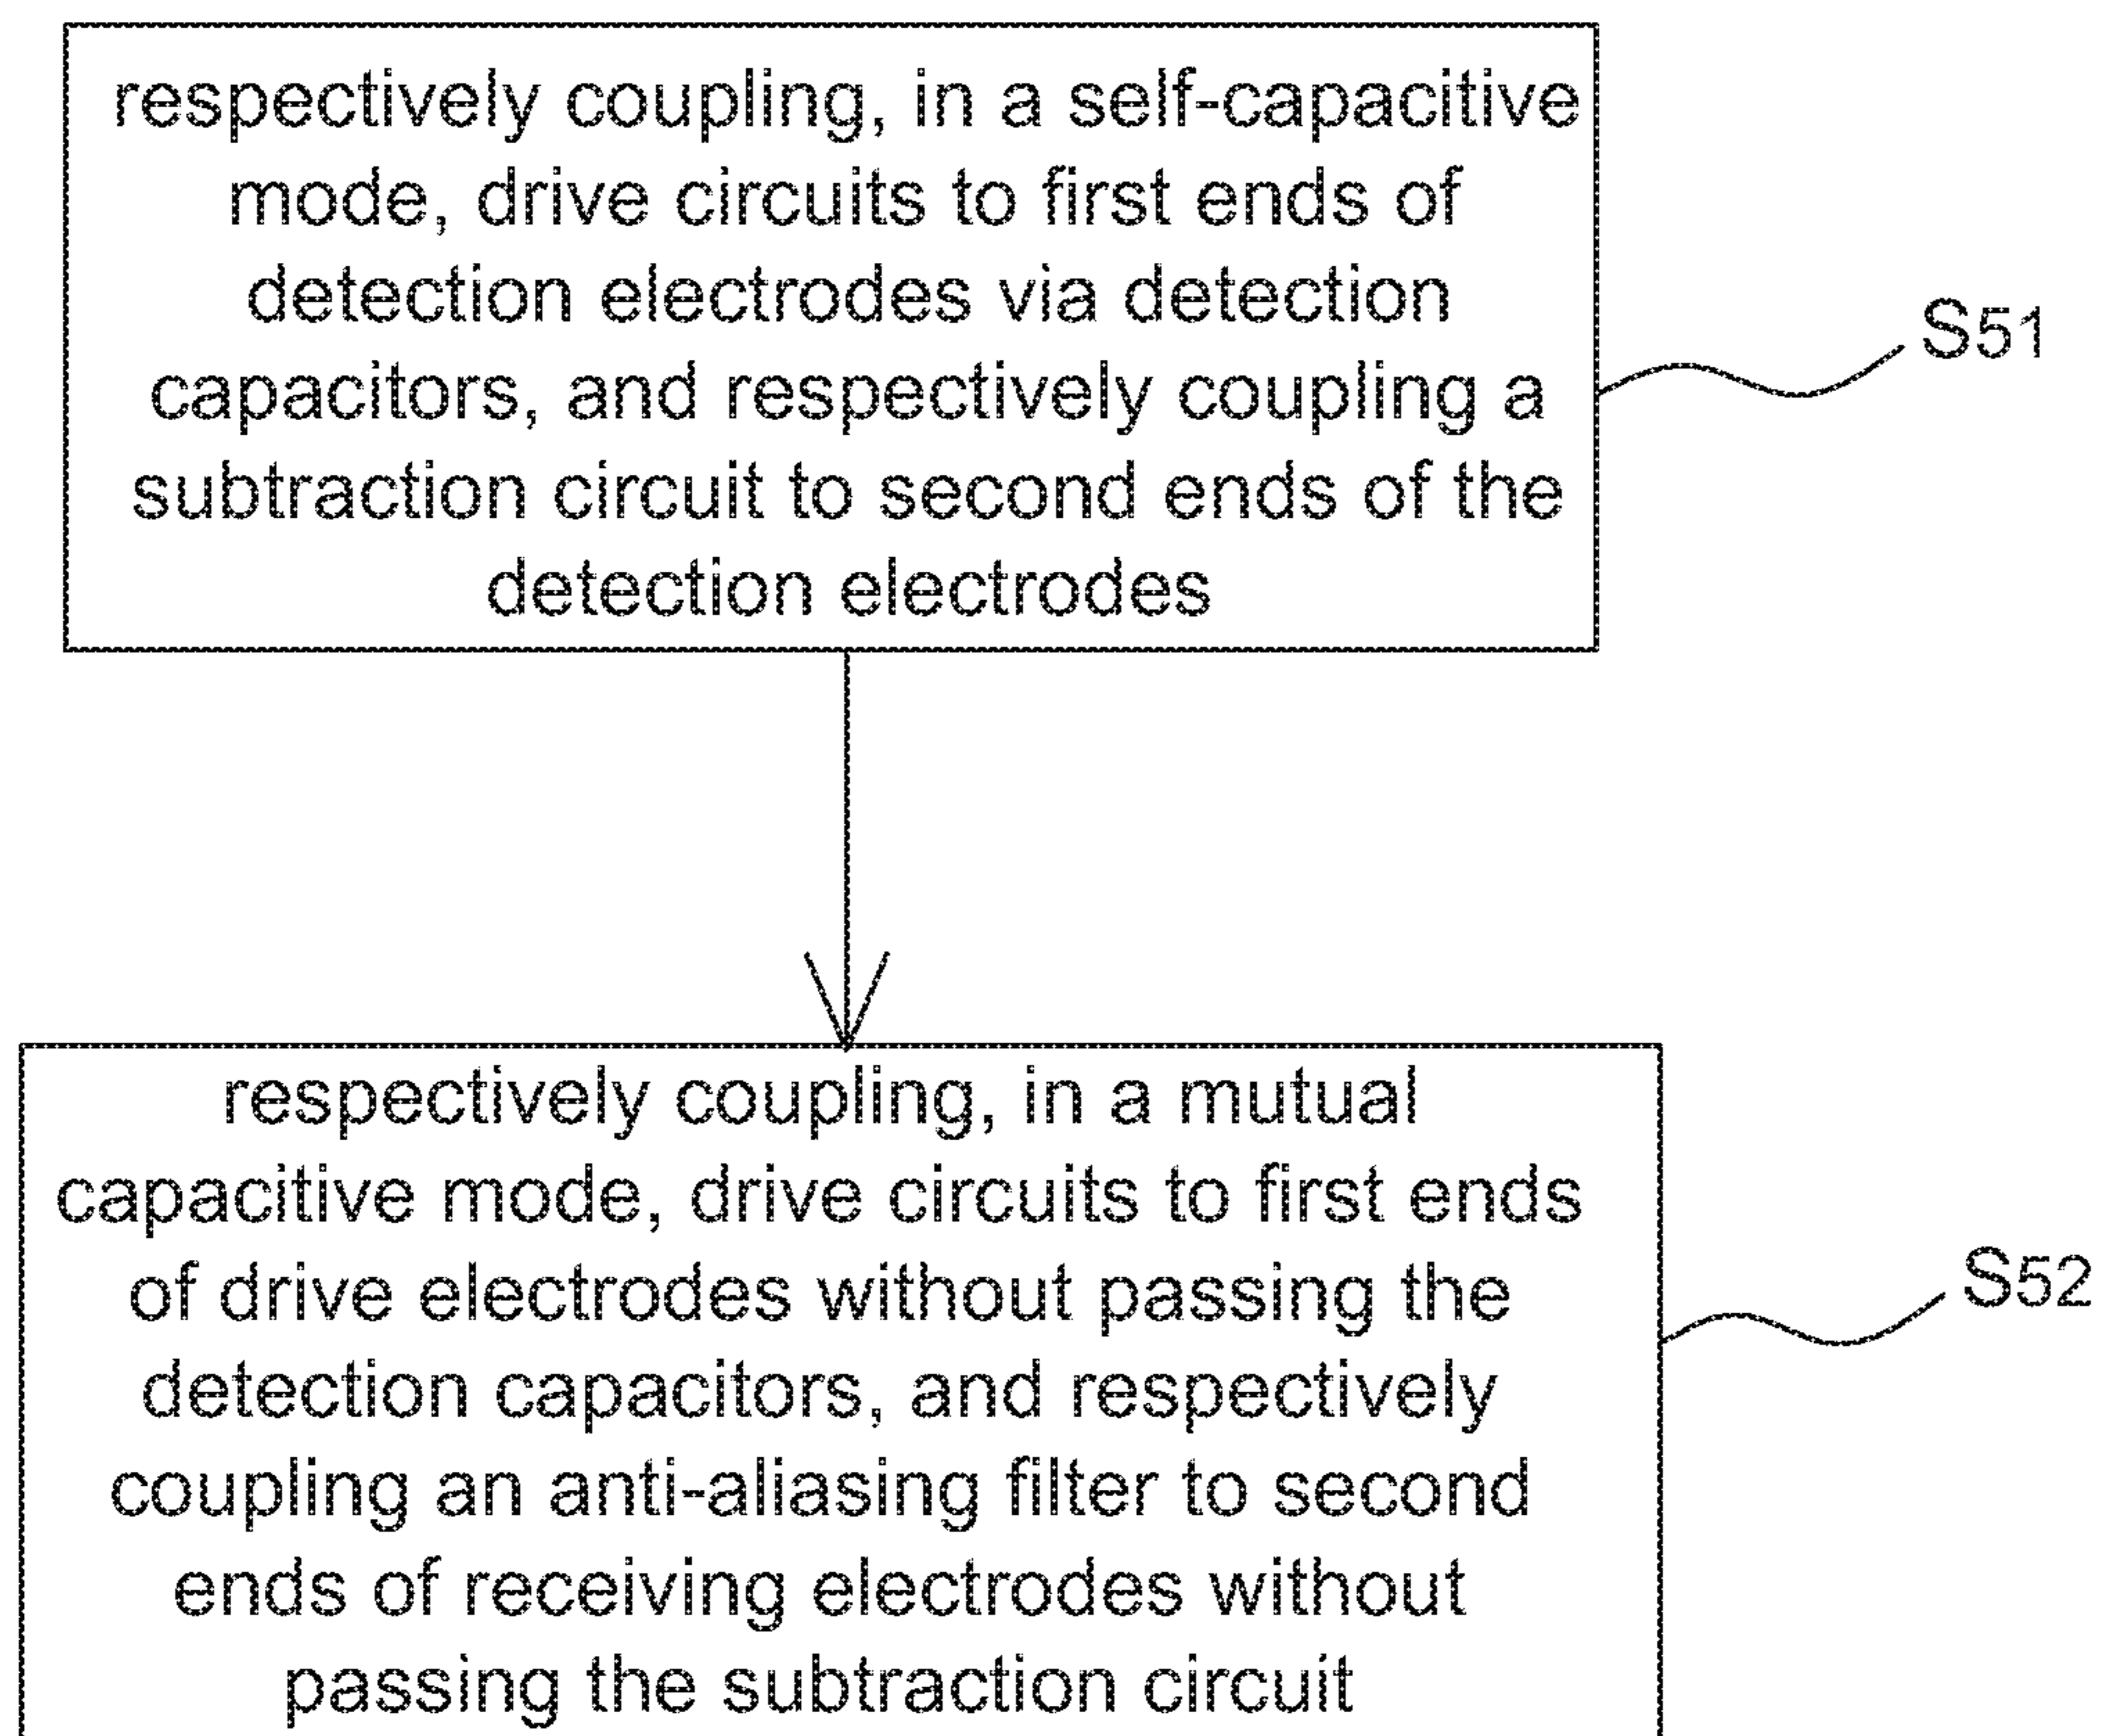 respectively coupling, in a self-capacitive
mode, drive circuits to first ends of
detection electrodes via detection
capacitors, and respectively coupling a
subtraction circuit to second ends of the
detection electrodes
S51
respectively coupling, in a mutual
capacitive mode, drive circuits to first ends
of drive electrodes without passing the
detection capacitors, and respectively
coupling an anti-aliasing filter to second
ends of receiving electrodes without
passing the subtraction circuit
S52